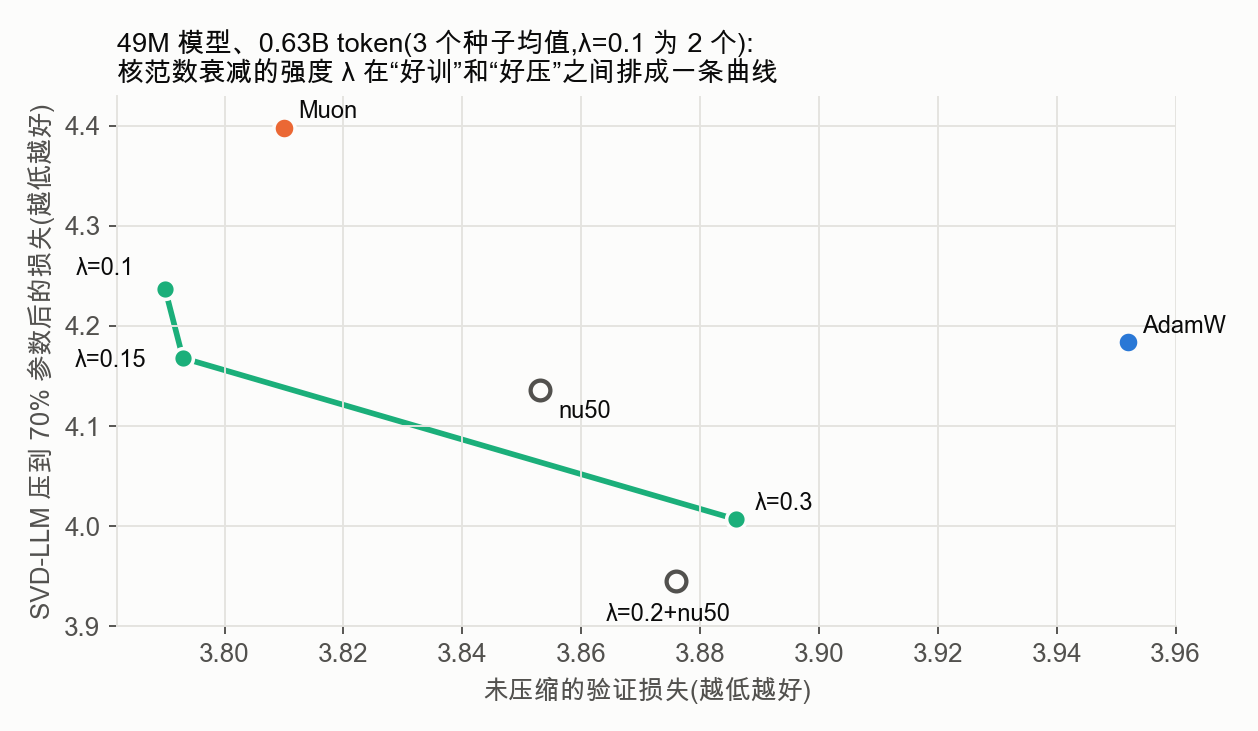 49M 模型、0.63B token(3 个种子均值,λ=0.1 为 2 个):
核范数衰减的强度 λ 在“好训”和“好压”之间排成一条曲线
SVD-LLM 压到 70% 参数后的损失(越低越好)
4.4
4.3
4.2
4.1
4.0
3.9
Muon
λ=0.1
λ=0.15
AdamW
nu50
λ=0.3
λ=0.2+nu50
3.80
3.82
3.84
3.86
3.88
3.90
3.92
3.94
3.96
未压缩的验证损失(越低越好)